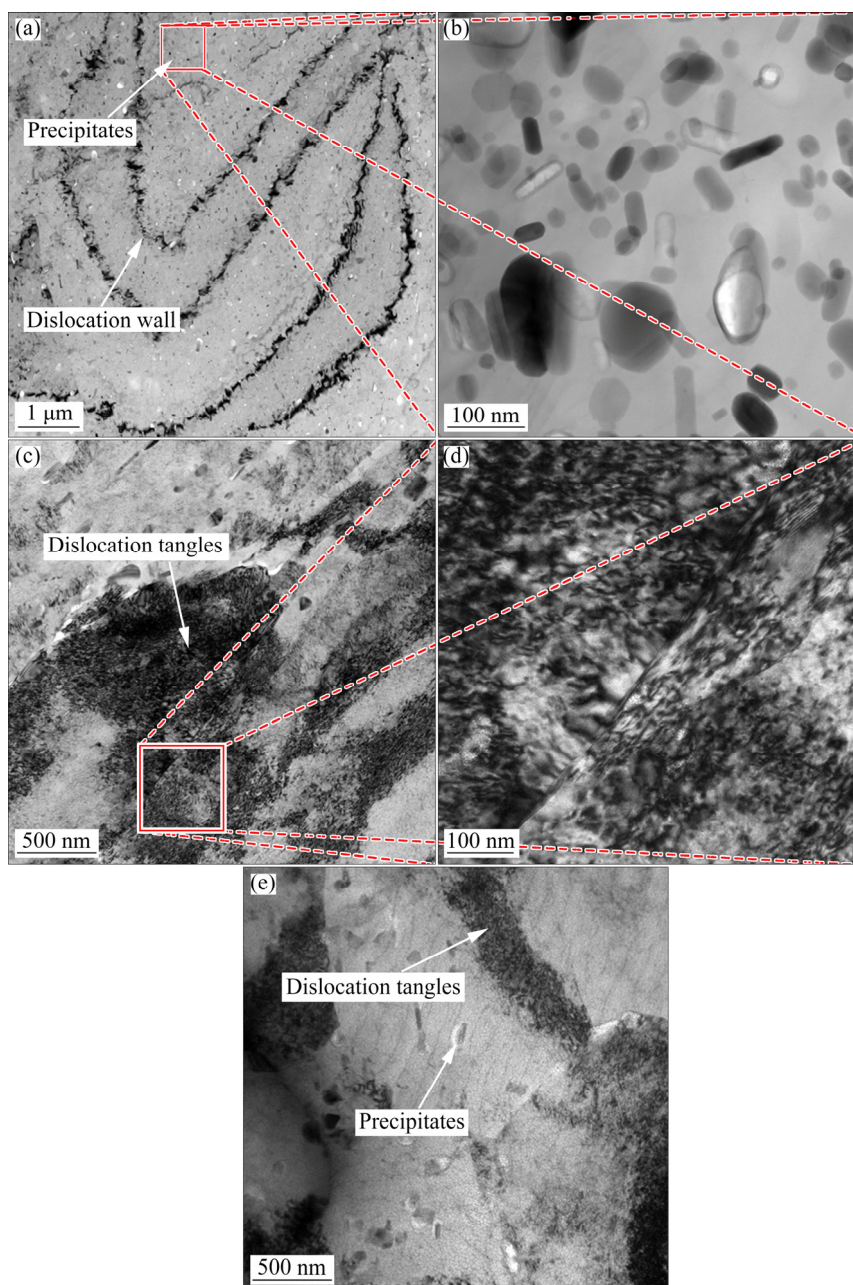 (a)
Precipitates
Dislocation wall
1 μm
(b)
100 nm
(c)
Dislocation tangles
500 nm
(d)
100 nm
(e)
Dislocation tangles
Precipitates
500 nm